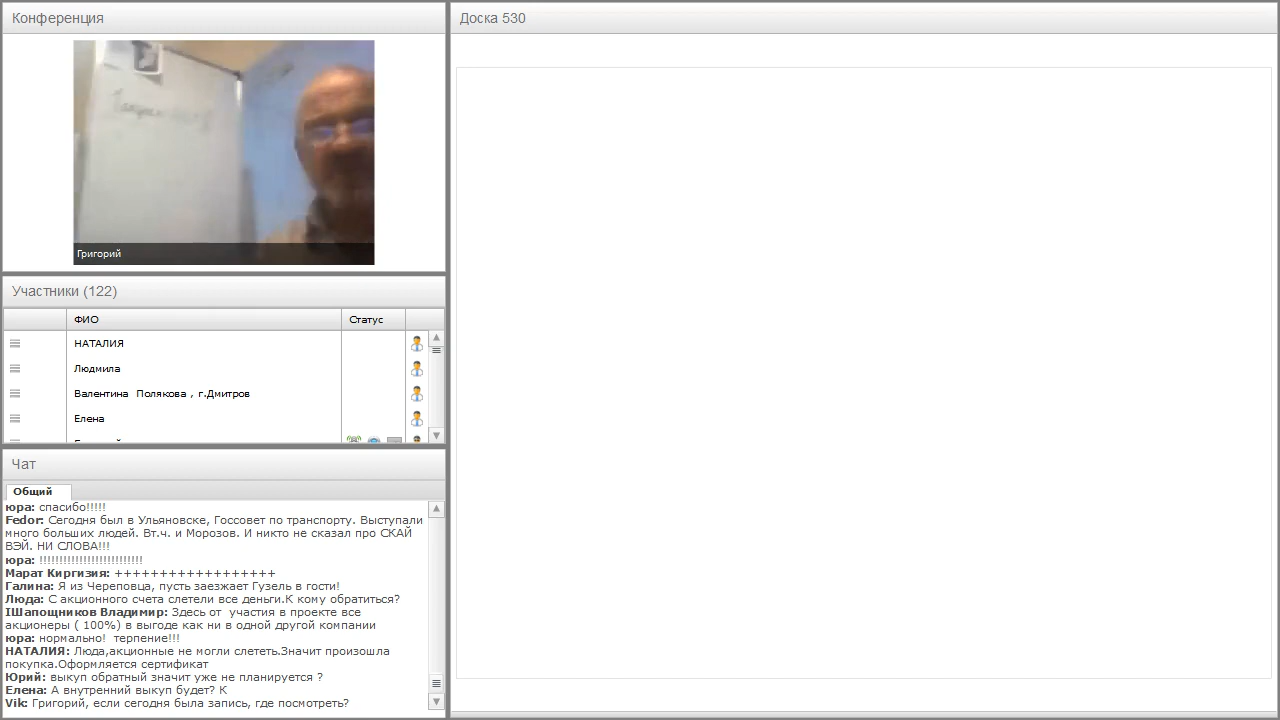 Конференция
Доска 530
Григорий
Участники (122)
ФИО
Статус
НАТАЛИЯ
Людмила
Валентина Полякова , г.Дмитров
Елена
Чат
Общий
юра: спасибо!!!!!
Fedor: Сегодня был в Ульяновске, Госсовет по транспорту. Выступали
много больших людей. Вт.ч. и Морозов. И никто не сказал про СКАЙ
ВЭЙ. НИ СЛОВА!!!
юра: !!!!!!!!!!!!!!!!!!!!!!!!!!
Марат Киргизия: ++++++++++++++++++
Галина: Я из Череповца, пусть заезжает Гузель в гости!
Люда: С акционного счета слетели все деньги.К кому обратиться?
IШапощников Владимир: Здесь от участия в проекте все
акционеры ( 100%) в выгоде как ни в одной другой компании
юра: нормально! терпение!!!
НАТАЛИЯ: Люда,акционные не могли слететь.Значит произошла
покупка.Оформляется сертификат
Юрий: выкуп обратный значит уже не планируется ?
Елена: А внутренний выкуп будет? К
Vik: Григорий, если сегодня была запись, где посмотреть?